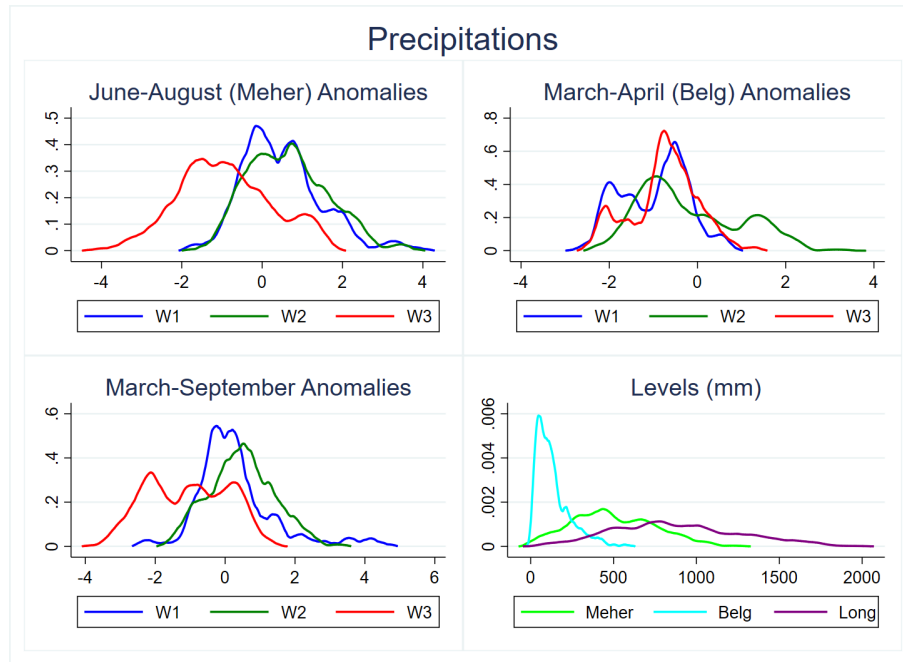 Precipitations
June-August (Meher) Anomalies
.5
.4
.3
.2
.1
0
-4 -2 0 2 4
W1 W2 W3
March-April (Belg) Anomalies
.8
.6
.4
.2
0
-4 -2 0 2 4
W1 W2 W3
March-September Anomalies
.6
.4
.2
0
-4 -2 0 2 4 6
W1 W2 W3
Levels (mm)
.006
.004
.002
0
0 500 1000 1500 2000
Meher Belg Long